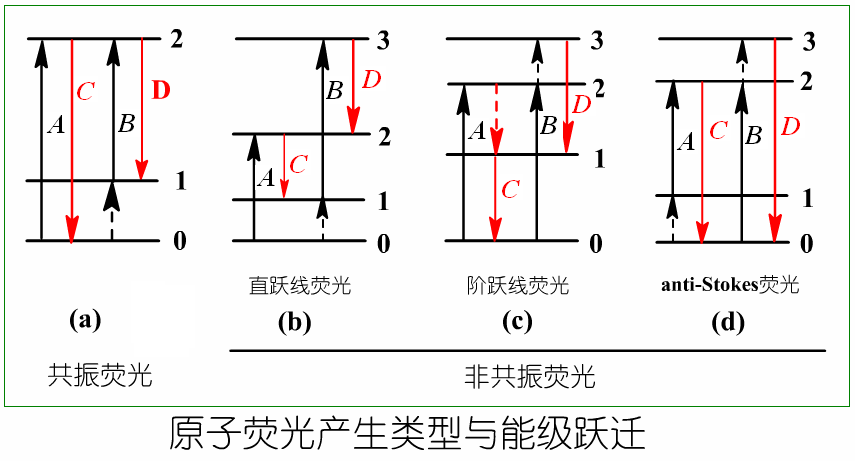 2 3 3 3
C D B D 2 2
A B D 2 A B C B D
A C A
1 1 1 1
C
0 0 0 0
直跃线荧光 阶跃线荧光 anti-Stokes荧光
(a) (b) (c) (d)
共振荧光 非共振荧光
原子荧光产生类型与能级跃迁